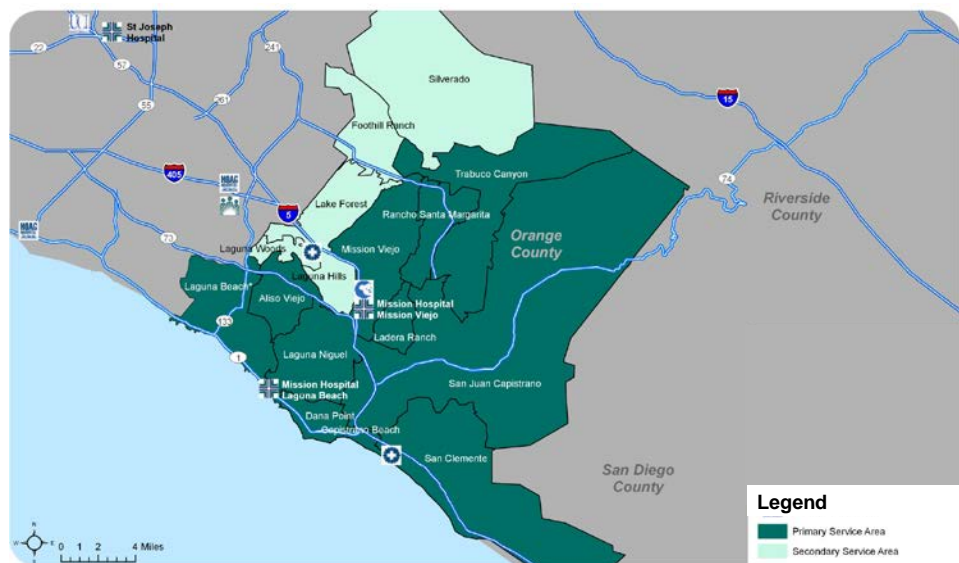 St Joseph
Hospital
22
57
241
55
261
Silverado
15
Foothill Ranch
405
HOAG
Trabuco Canyon
74
5
Lake Forest
Rancho Santa Margarita
Riverside
County
HOAG
73
Laguna Woods
Mission Viejo
Orange
County
Laguna Hills
Laguna Beach*
Aliso Viejo
Mission Hospital
Mission Viejo
133
Ladera Ranch
1
Laguna Niguel
San Juan Capistrano
Mission Hospital
Laguna Beach
Dana Point
Capistrano Beach
San Clemente
San Diego
County
Legend
Primary Service Area
Secondary Service Area
N
W
E
S
0 1 2 4 Miles